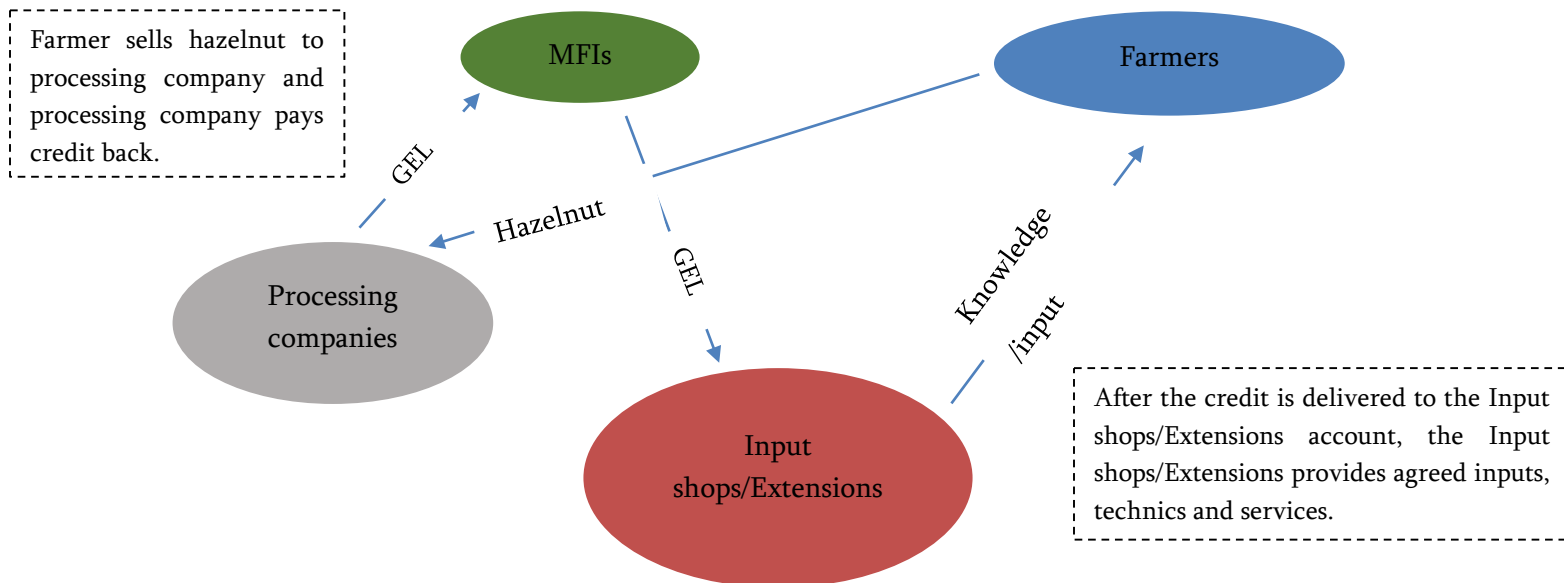 Farmer sells hazelnut to
processing company and
processing company pays
credit back.
MFIs
Farmers
GEL
Hazelnut
GEL
Knowledge
/input
Processing
companies
Input
shops/Extensions
After the credit is delivered to the Input
shops/Extensions account, the Input
shops/Extensions provides agreed inputs,
technics and services.